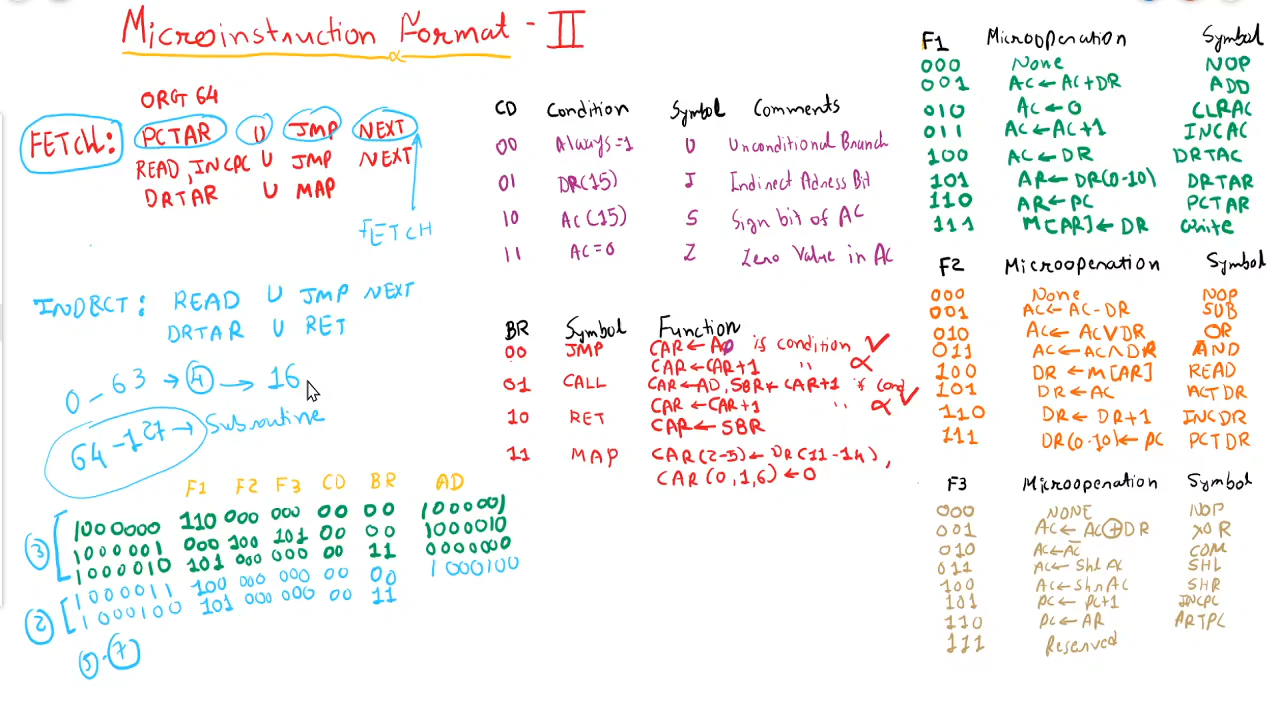 Microinstruction Format - II
ORGT 64
FETCH: PCTAR U JMP NEXT
READ, INCPC U JMP NEXT
DRTAR U MAP
FETCH
INDRCT: READ U JMP NEXT
DRTAR U RET
0 - 63 → 4 → 16
64 - 127 → Subroutine
F1 F2 F3 CD BR AD
3
1000000 110 000 000 00 00 1000001
1000001 000 100 101 00 00 1000010
1000010 101 000 000 00 11 0000000
2
1000011 100 000 000 00 00 1000100
1000100 101 000 000 00 11
5 - 7
CD Condition Symbol Comments
00 Always=1 U Unconditional Branch
01 DR(15) I Indirect Adress Bit
10 AC(15) S Sign bit of AC
11 AC=0 Z Zero Value in AC
BR Symbol Function
00 JMP CAR ← AD is condition ✓
CAR ← CAR+1 " α
01 CALL CAR ← AD, SBR ← CAR+1 if cond ✓
CAR ← CAR+1 " α
10 RET CAR ← SBR
11 MAP CAR(2-5) ← DR(11-14),
CAR(0,1,6) ← 0
F1 Microoperation Symbol
000 None NOP
001 AC ← AC+DR ADD
010 AC ← 0 CLRAC
011 AC ← AC+1 INCAC
100 AC ← DR DRTAC
101 AR ← DR(0-10) DRTAR
110 AR ← PC PCTAR
111 M[AR] ← DR Write
F2 Microoperation Symbol
000 None NOP
001 AC ← AC-DR SUB
010 AC ← AC∨DR OR
011 AC ← AC∧DR AND
100 DR ← M[AR] READ
101 DR ← AC ACTDR
110 DR ← DR+1 INCDR
111 DR(0-10) ← PC PCTDR
F3 Microoperation Symbol
000 NONE NOP
001 AC ← AC⊕DR XOR
010 AC ← A̅C̅ COM
011 AC ← Shl AC SHL
100 AC ← Shr AC SHR
101 PC ← PC+1 INCPC
110 PC ← AR ARTPC
111 Reserved